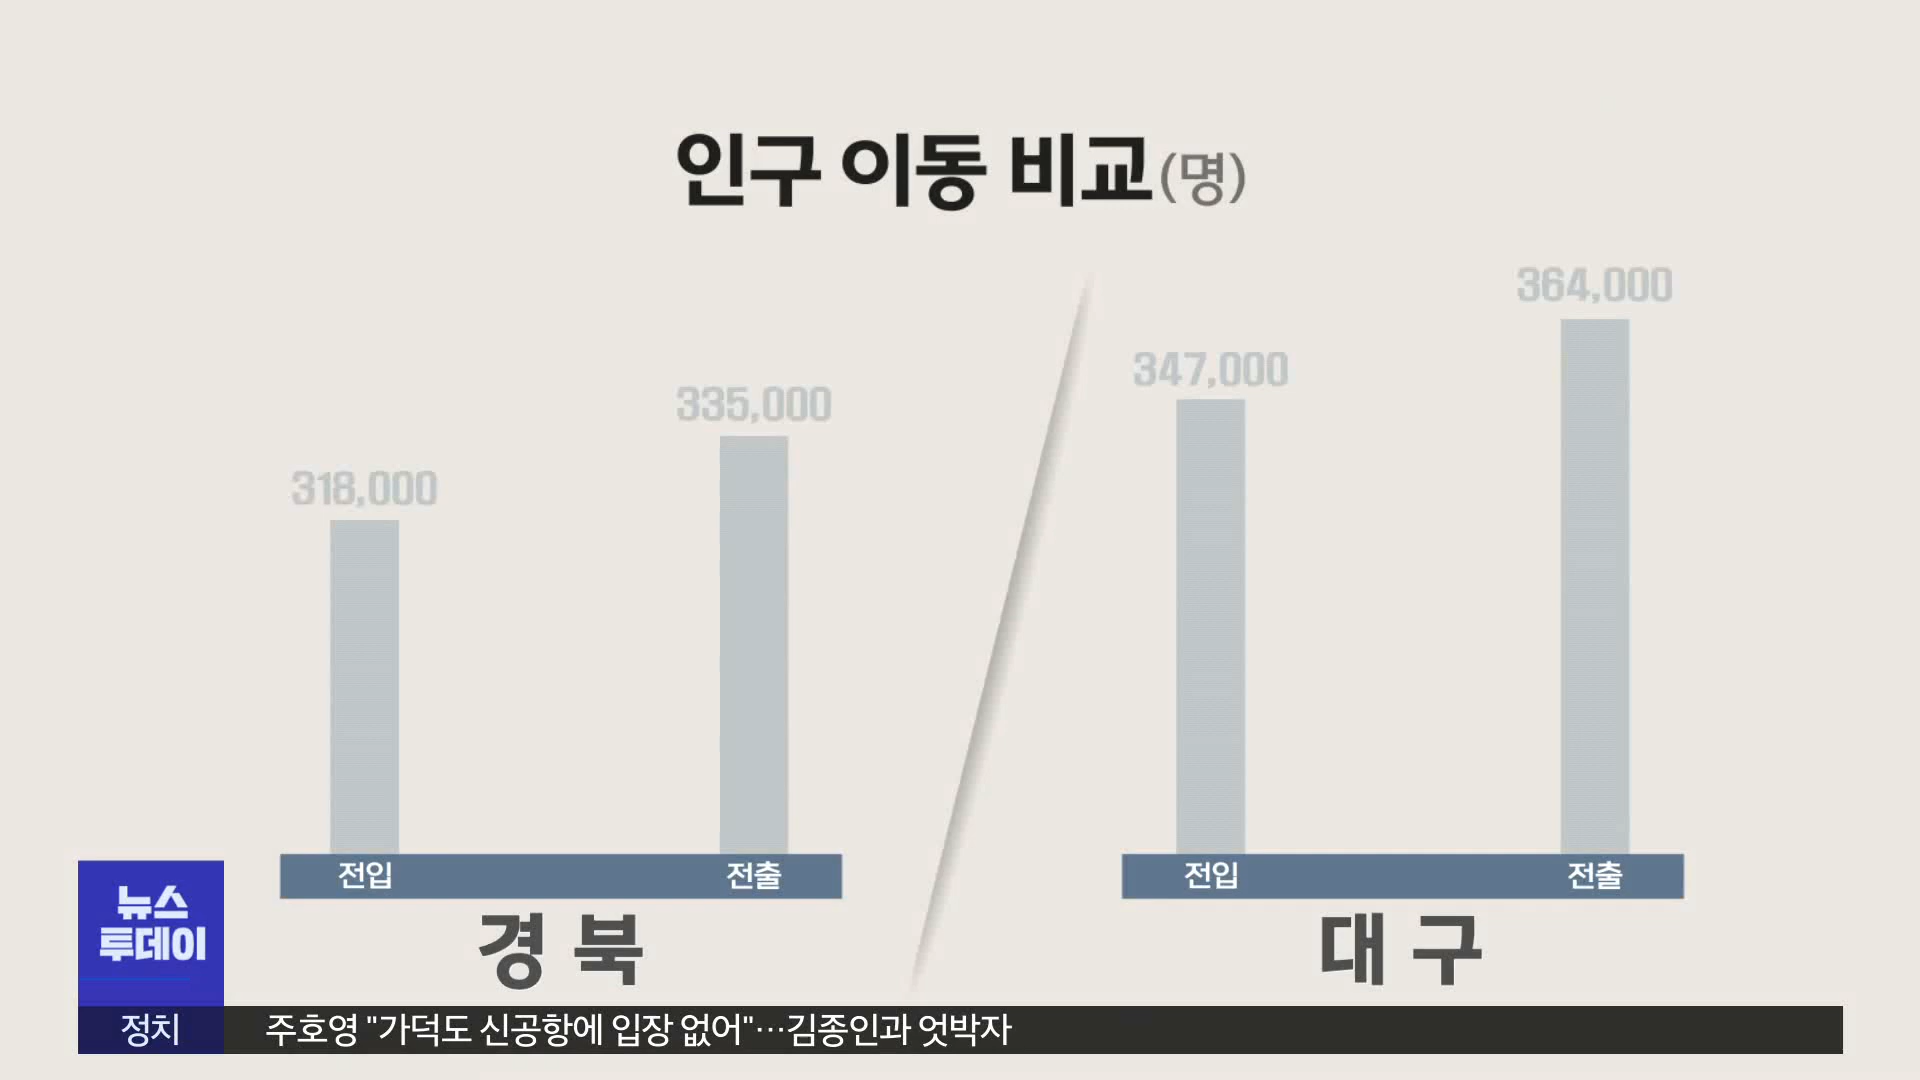 인구 이동 비교(명)
318,000
335,000
전입
전출
경북
347,000
364,000
전입
전출
대구
뉴스
투데이
정치
주호영 "가덕도 신공항에 입장 없어"…김종인과 엇박자